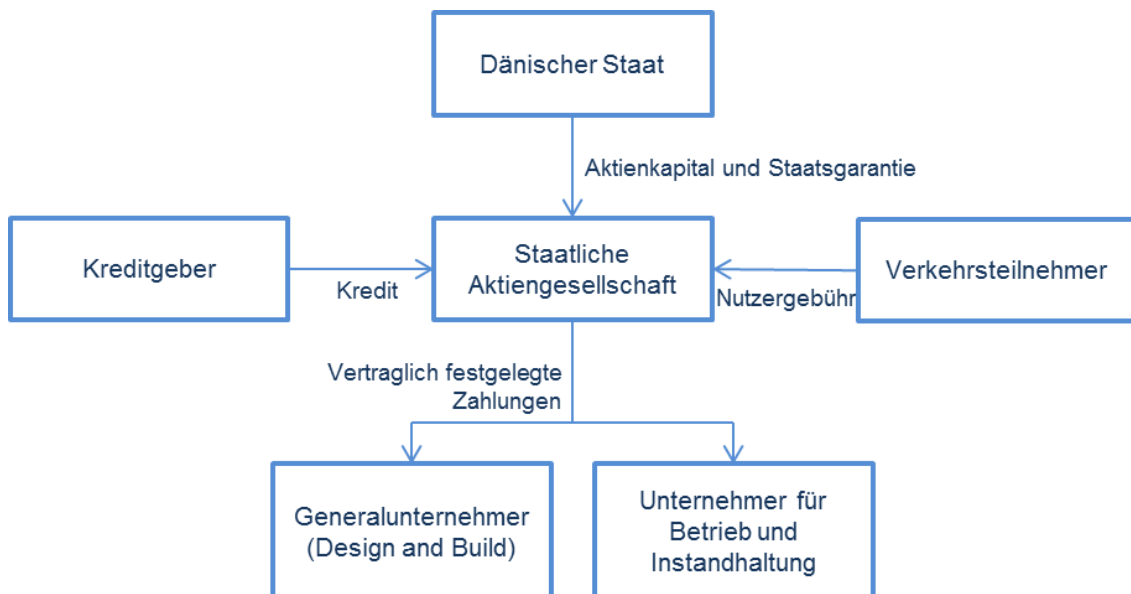 Dänischer Staat
Aktienkapital und Staatsgarantie
Kreditgeber
Kredit
Staatliche
Aktiengesellschaft
Nutzergebühr
Verkehrsteilnehmer
Vertraglich festgelegte
Zahlungen
Generalunternehmer
(Design and Build)
Unternehmer für
Betrieb und
Instandhaltung